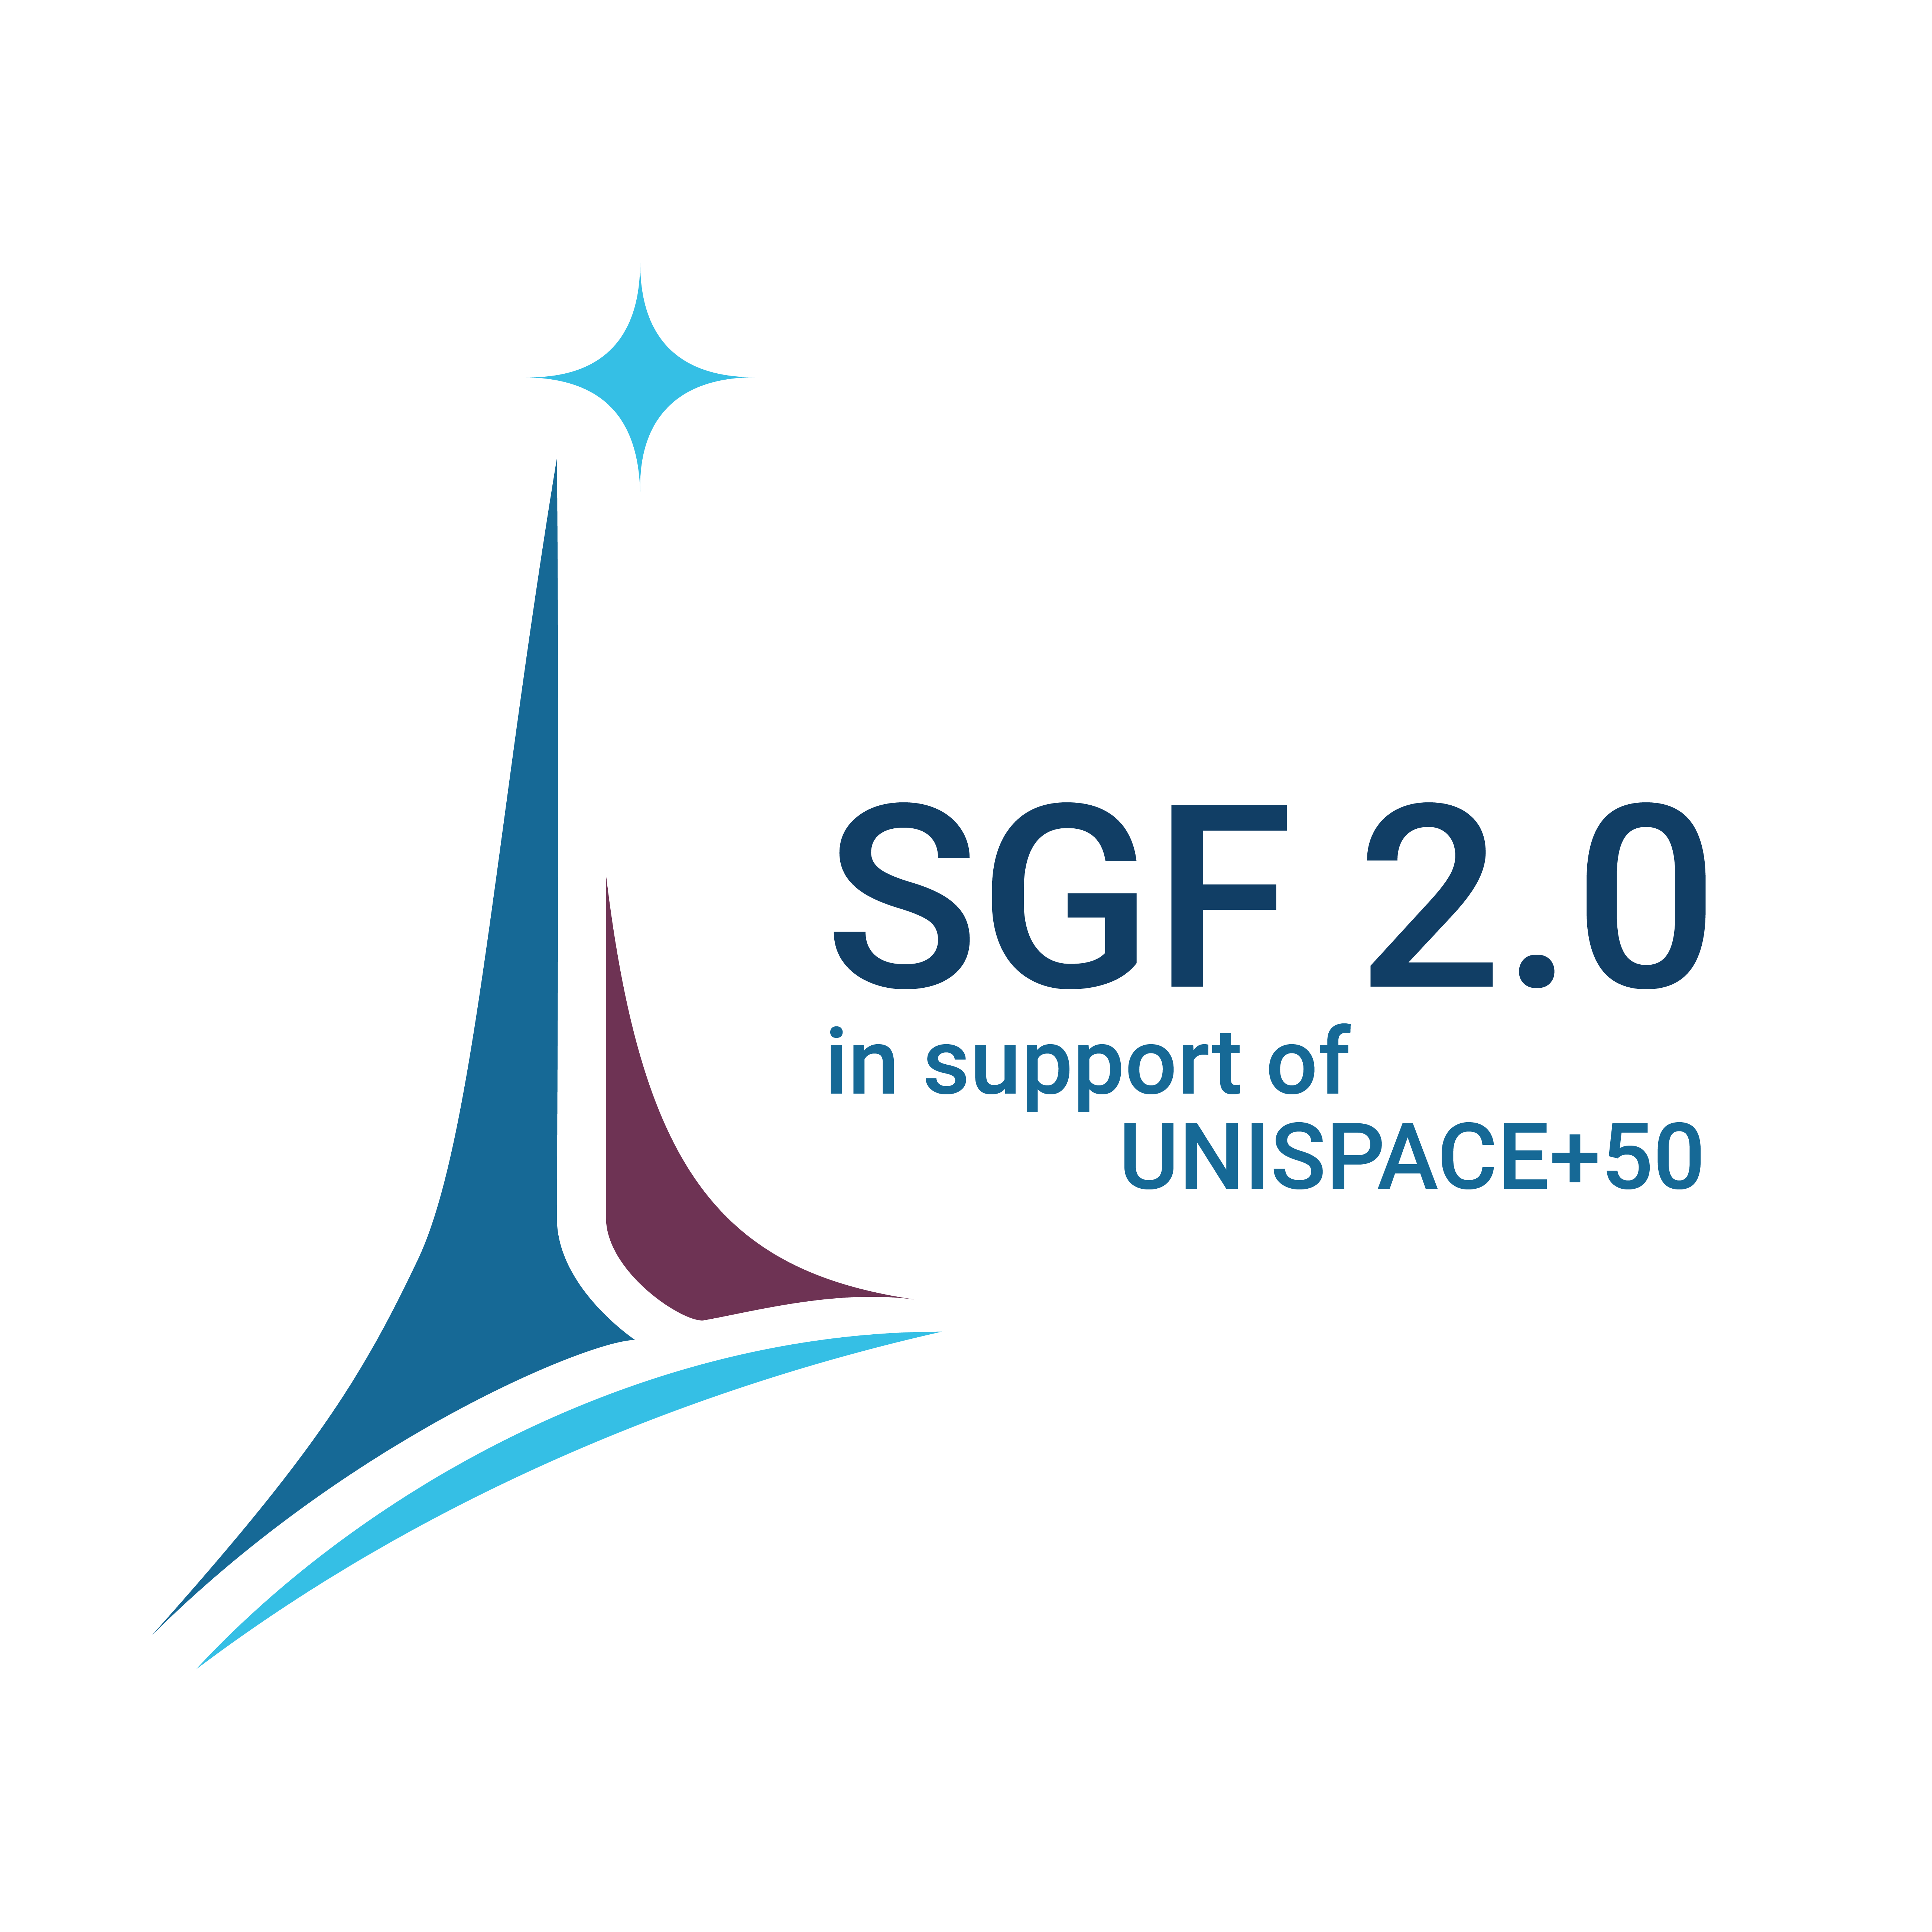 SGF 2.0
in support of
UNISPACE+50